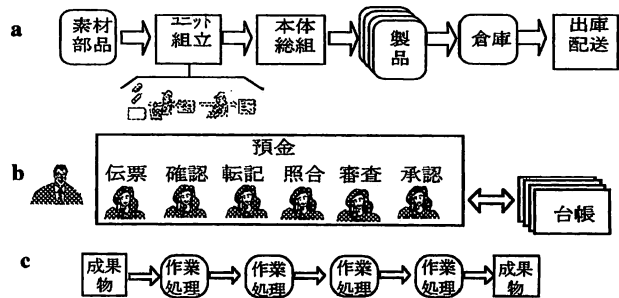 a
素材
部品
ユニット
組立
本体
総組
製
品
倉庫
出庫
配送
b
預金
伝票 確認 転記 照合 審査 承認
台帳
c
成果
物
作業
処理
作業
処理
作業
処理
作業
処理
成果
物